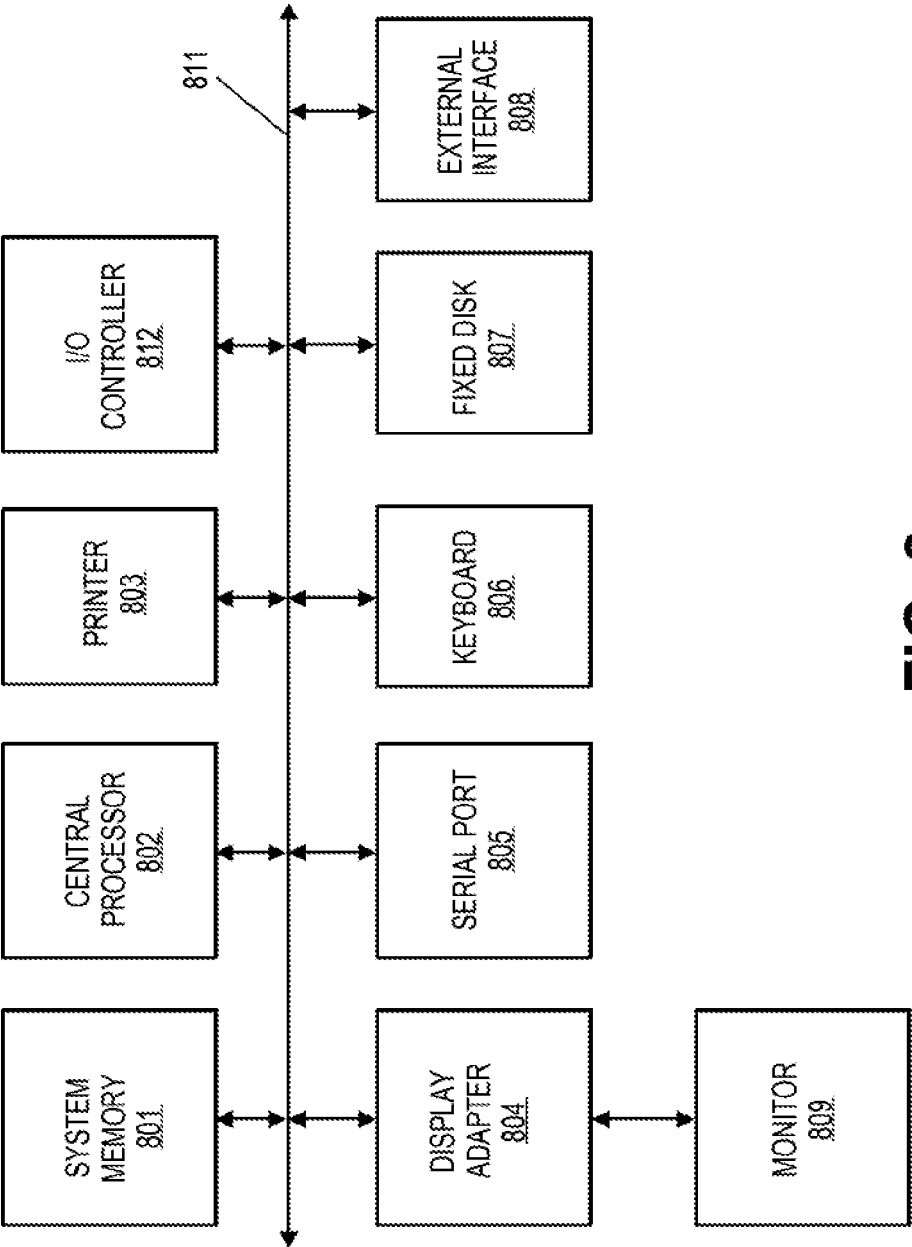 SYSTEM
MEMORY
801
CENTRAL
PROCESSOR
802
PRINTER
803
I/O
CONTROLLER
812
811
DISPLAY
ADAPTER
804
SERIAL PORT
805
KEYBOARD
806
FIXED DISK
807
EXTERNAL
INTERFACE
808
MONITOR
809
FIG